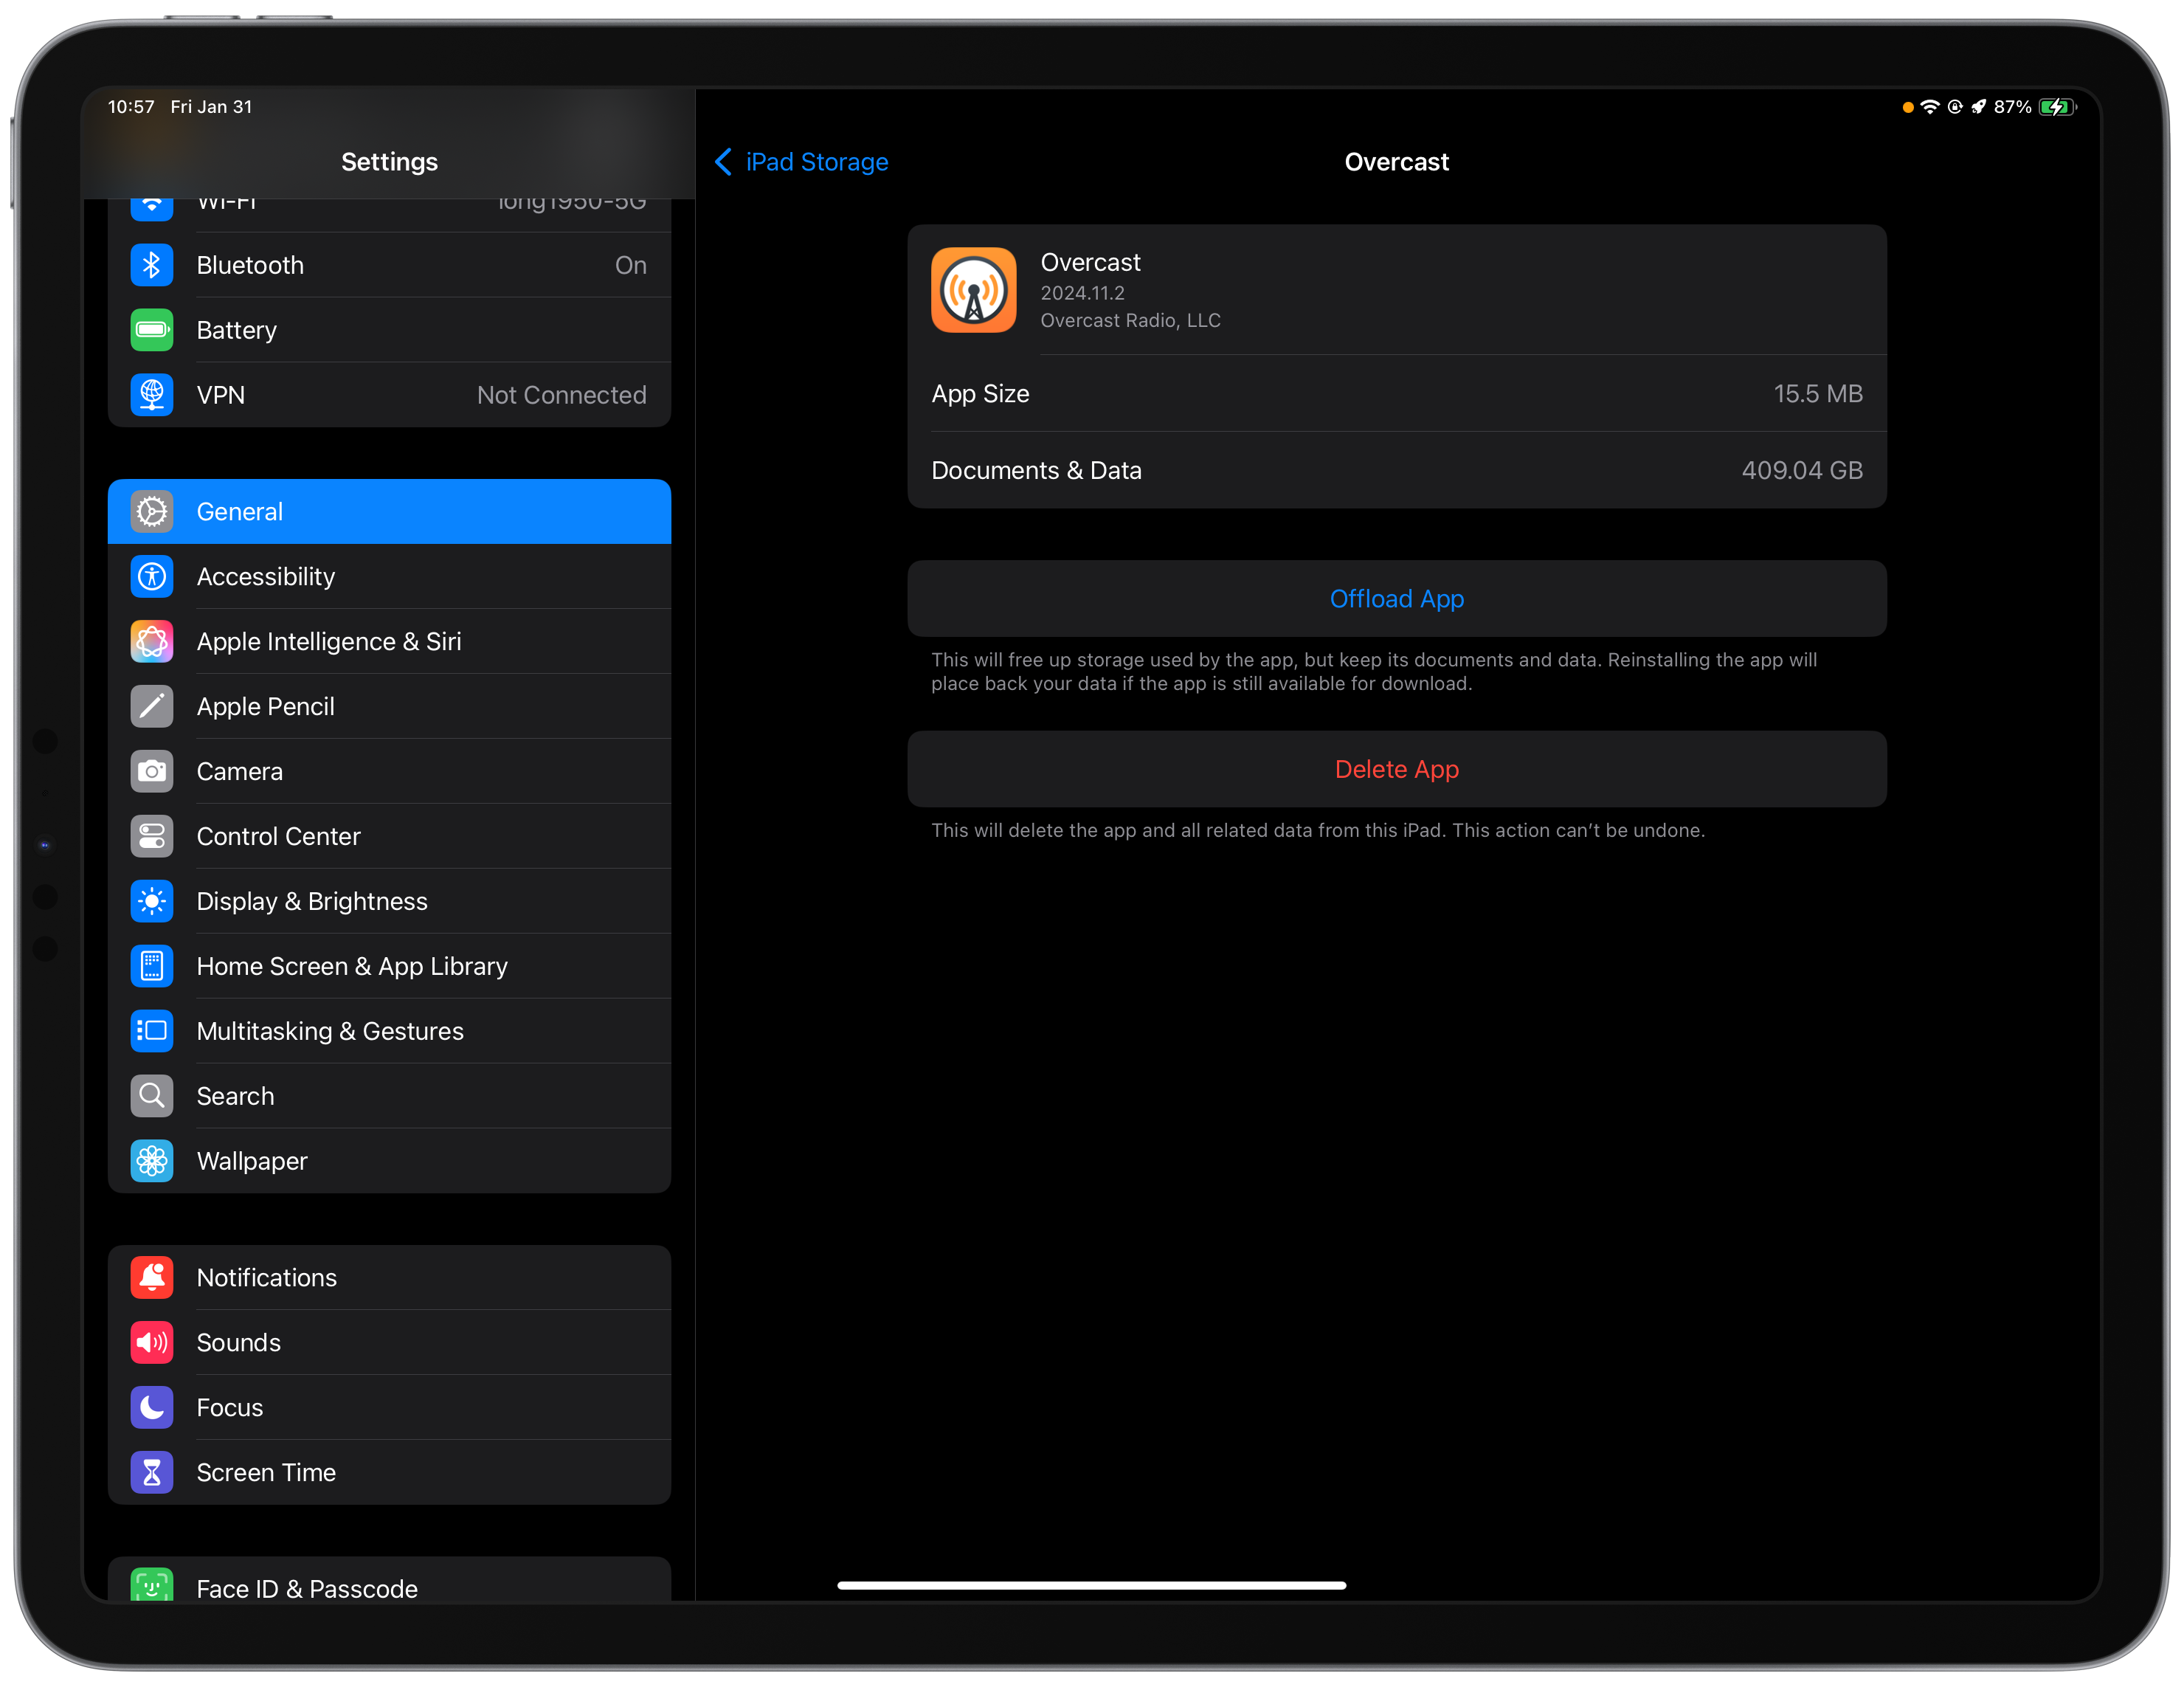 10:57 Fri Jan 31
87%
Settings
Wi-Fi long1950-5G
Bluetooth On
Battery
VPN Not Connected
General
Accessibility
Apple Intelligence & Siri
Apple Pencil
Camera
Control Center
Display & Brightness
Home Screen & App Library
Multitasking & Gestures
Search
Wallpaper
Notifications
Sounds
Focus
Screen Time
Face ID & Passcode
iPad Storage
Overcast
Overcast
2024.11.2
Overcast Radio, LLC
App Size 15.5 MB
Documents & Data 409.04 GB
Offload App
This will free up storage used by the app, but keep its documents and data. Reinstalling the app will
place back your data if the app is still available for download.
Delete App
This will delete the app and all related data from this iPad. This action can’t be undone.